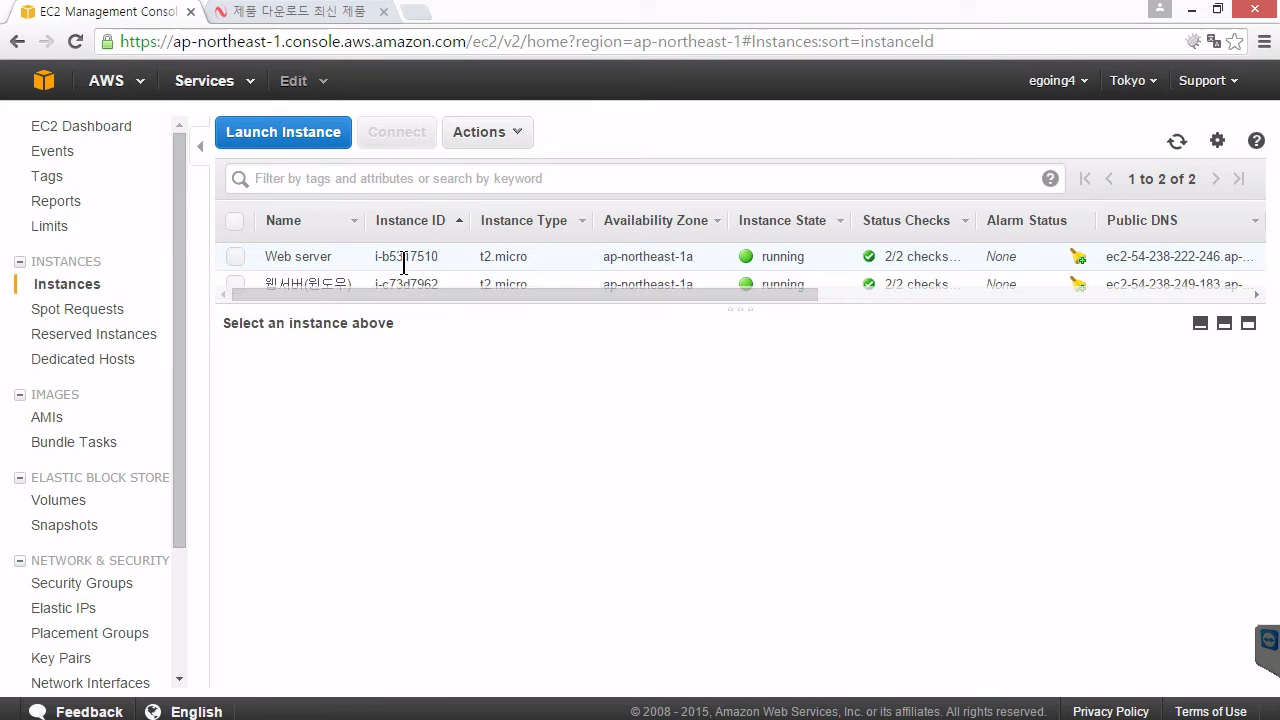 EC2 Management Consol
제품 다운로드 최신 제품
https://ap-northeast-1.console.aws.amazon.com/ec2/v2/home?region=ap-northeast-1#Instances:sort=instanceId
AWS Services Edit egoing4 Tokyo Support
EC2 Dashboard
Events
Tags
Reports
Limits
INSTANCES
Instances
Spot Requests
Reserved Instances
Dedicated Hosts
IMAGES
AMIs
Bundle Tasks
ELASTIC BLOCK STORE
Volumes
Snapshots
NETWORK & SECURITY
Security Groups
Elastic IPs
Placement Groups
Key Pairs
Network Interfaces
Launch Instance Connect Actions
Filter by tags and attributes or search by keyword 1 to 2 of 2
Name Instance ID Instance Type Availability Zone Instance State Status Checks Alarm Status Public DNS
Web server t2.micro ap-northeast-1a running 2/2 checks... None ec2-54-238-222-246.ap-...
웹서버(윈도우) i-c73d7962 t2.micro ap-northeast-1a running 2/2 checks... None ec2-54-238-249-183.ap-...
Select an instance above
Feedback English © 2008 - 2015, Amazon Web Services, Inc. or its affiliates. All rights reserved. Privacy Policy Terms of Use